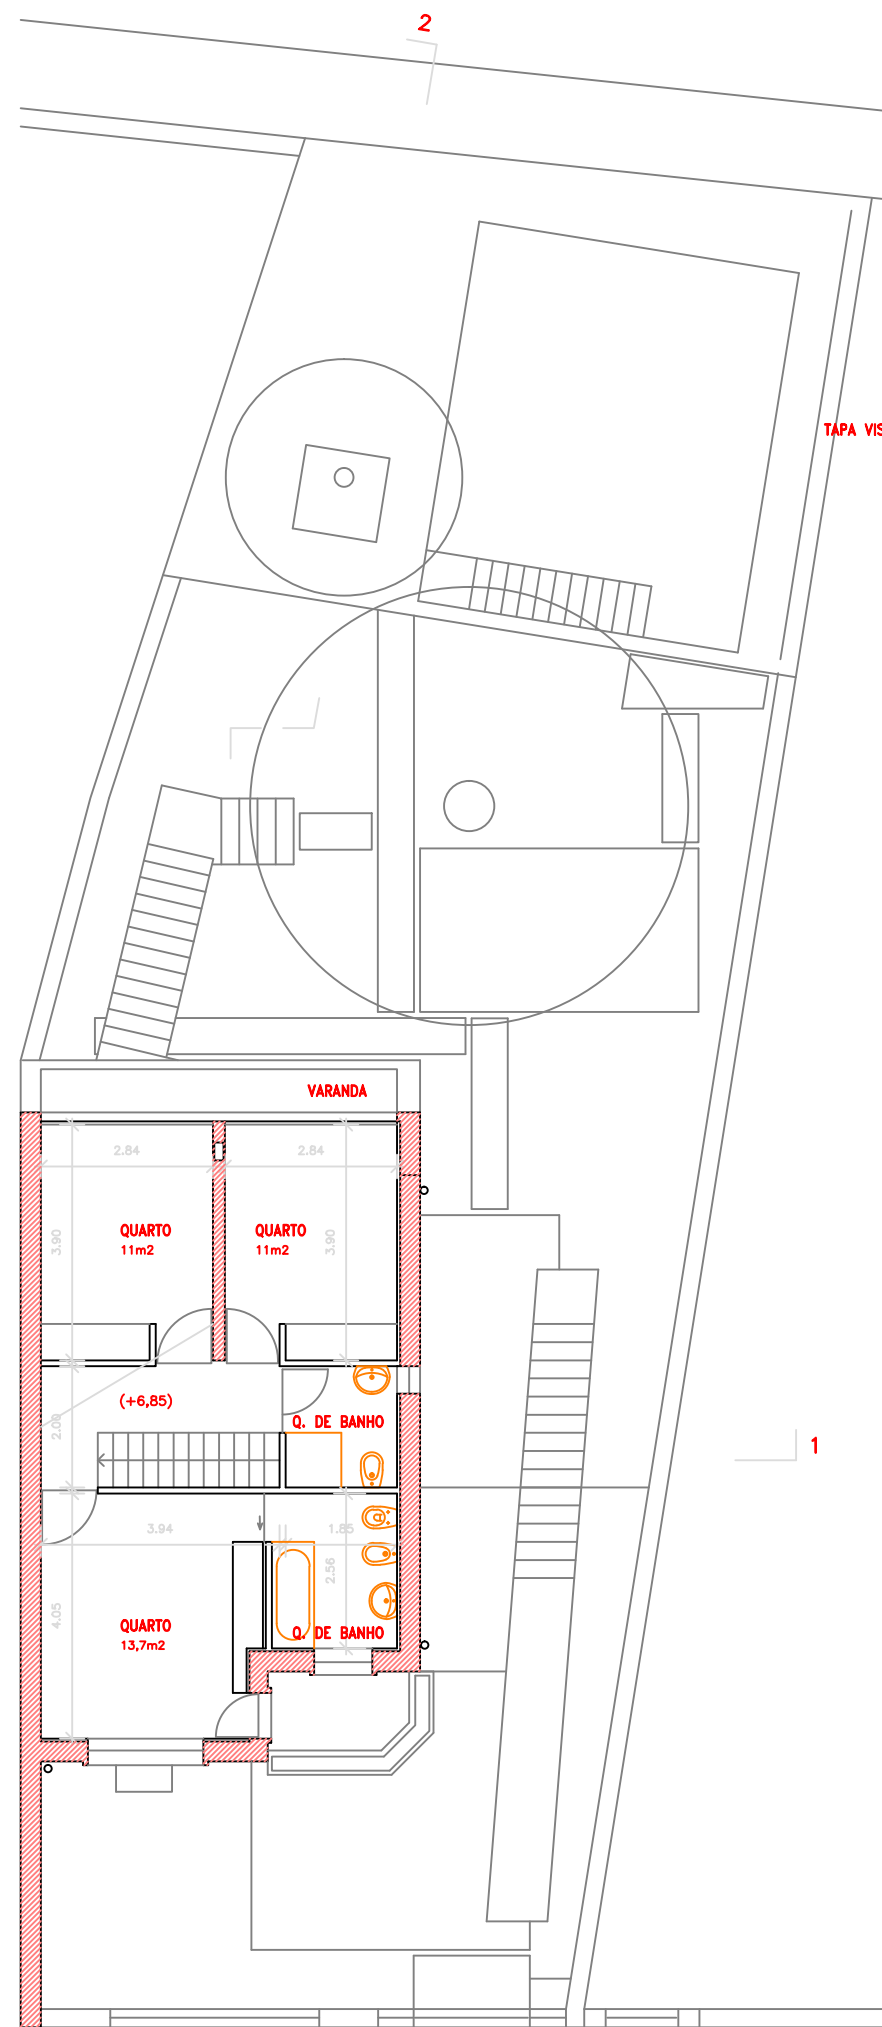 2
TAPA VIS
VARANDA
2.84
2.84
3.90
3.90
QUARTO
11m2
QUARTO
11m2
(+6,85)
2.00
Q. DE BANHO
3.94
1.85
2.56
4.05
QUARTO
13,7m2
Q. DE BANHO
1